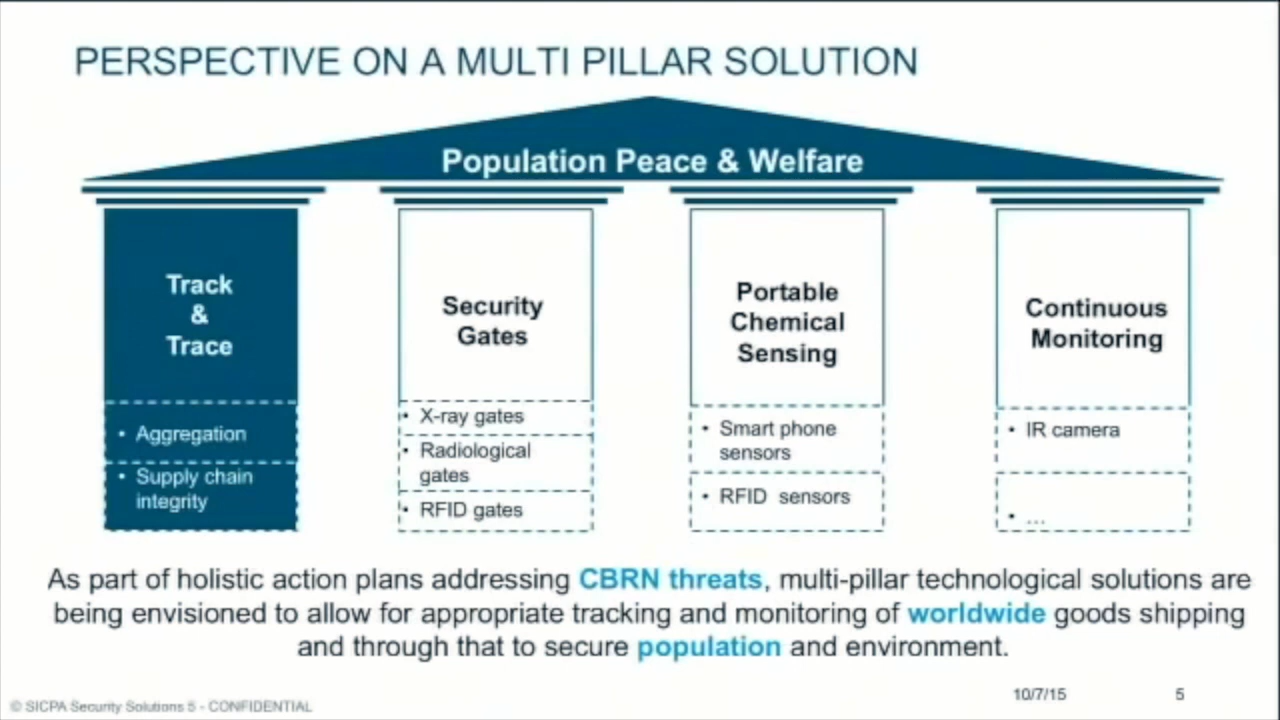 PERSPECTIVE ON A MULTI PILLAR SOLUTION
Population Peace & Welfare
Track
&
Trace
• Aggregation
• Supply chain
integrity
Security
Gates
• X-ray gates
• Radiological
gates
• RFID gates
Portable
Chemical
Sensing
• Smart phone
sensors
• RFID sensors
Continuous
Monitoring
• IR camera
• ...
As part of holistic action plans addressing CBRN threats, multi-pillar technological solutions are
being envisioned to allow for appropriate tracking and monitoring of worldwide goods shipping
and through that to secure population and environment.
© SICPA Security Solutions 5 - CONFIDENTIAL
10/7/15
5